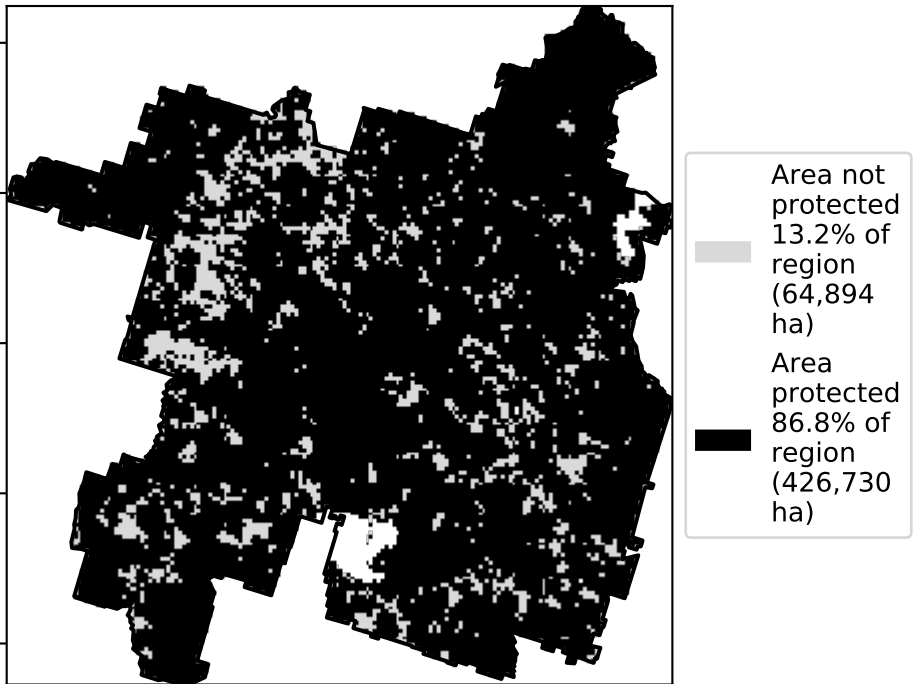 Area not
protected
13.2% of
region
(64,894
ha)
Area
protected
86.8% of
region
(426,730
ha)